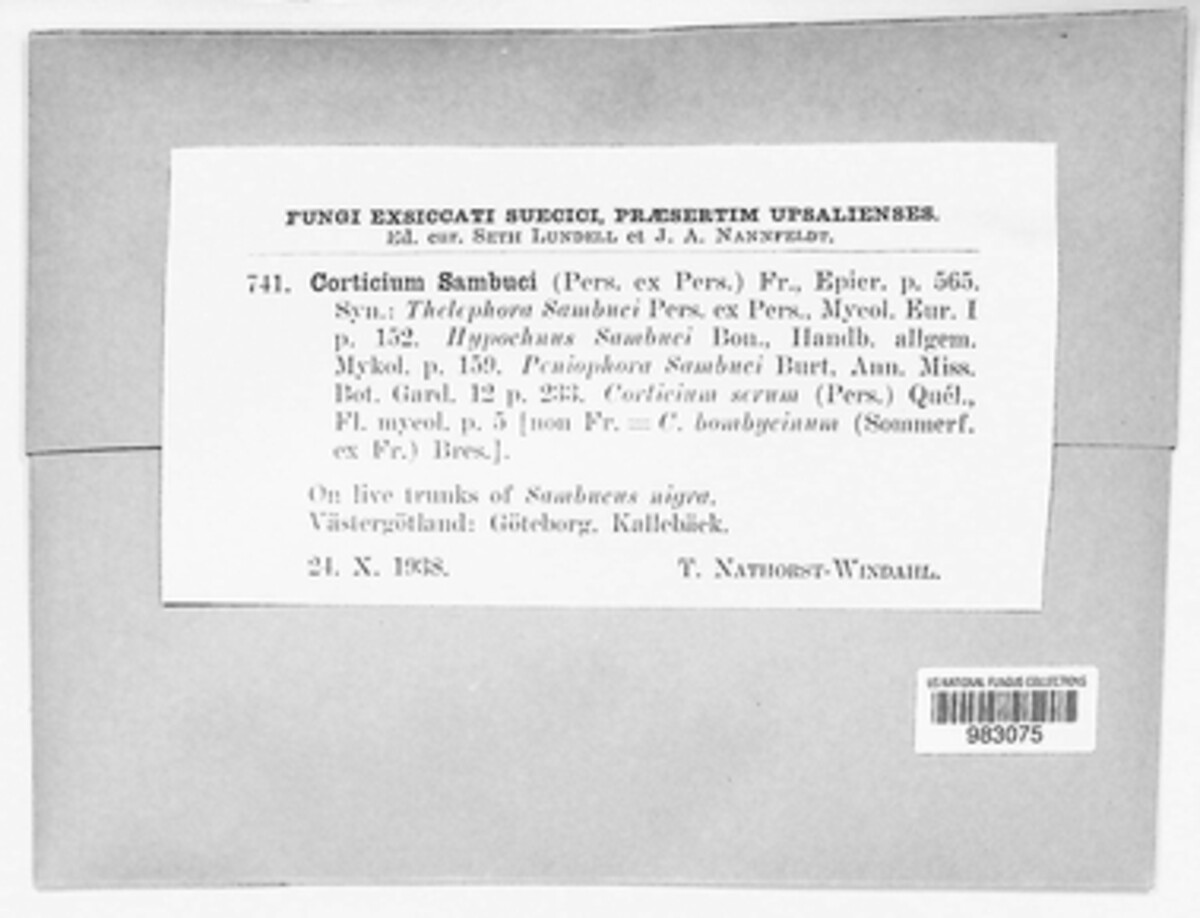 FUNGI EXSICCATI SUECICI, PRÆSERTIM UPSALIENSES.
Ed. cur. SETH LUNDELL et J. A. NANNFELDT.
741. Corticium Sambuci (Pers. ex Pers.) Fr., Epicr. p. 565.
Syn.: Thelephora Sambuci Pers. ex Pers., Mycol. Eur. I
p. 152. Hypochnus Sambuci Bon., Handb. allgem.
Mykol. p. 159. Peniophora Sambuci Burt, Ann. Miss.
Bot. Gard. 12 p. 233. Corticium serum (Pers.) Quél.,
Fl. mycol. p. 5 [non Fr. = C. bombycinum (Sommerf.
ex Fr.) Bres.].
On live trunks of Sambucus nigra.
Västergötland: Göteborg, Kallebäck.
24. X. 1938. T. NATHORST-WINDAHL.
US NATIONAL FUNGUS COLLECTIONS
983075